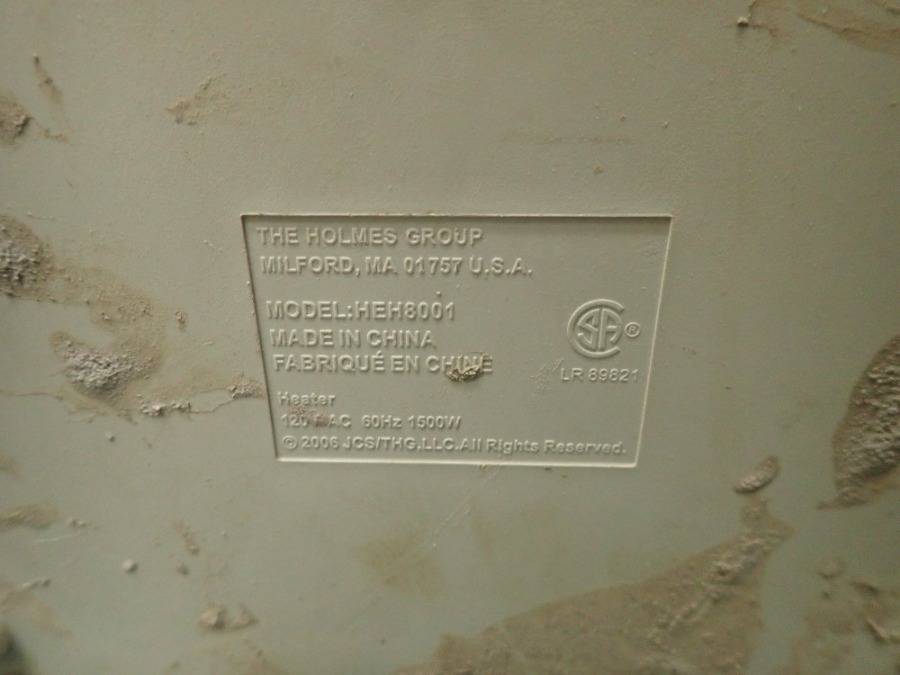 THE HOLMES GROUP
MILFORD, MA 01757 U.S.A.
MODEL:HEH8001
MADE IN CHINA
FABRIQUÉ EN CHINE
SA ®
LR 89821
Heater
120 AC 60Hz 1500W
© 2006 JCS/THG,LLC.All Rights Reserved.